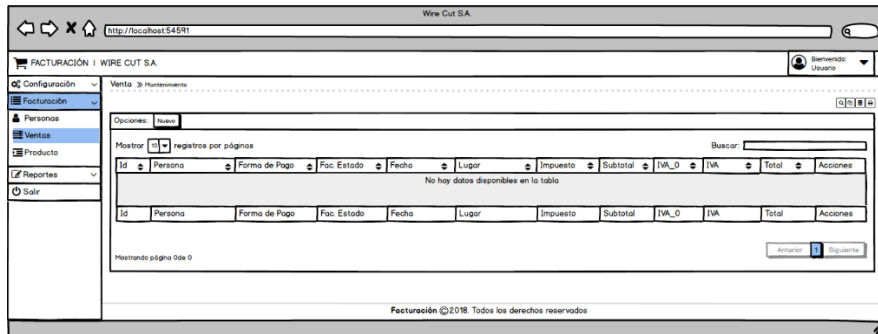 Wire Cut S.A.
http://localhost:54591
FACTURACIÓN | WIRE CUT S.A.
Bienvenido:
Usuario
Configuración
Facturación
Personas
Ventas
Producto
Reportes
Salir
Venta >> Mantenimiento
Opciones: Nuevo
Mostrar 10 registros por páginas
Buscar:
Id Persona Forma de Pago Fac. Estado Fecha Lugar Impuesto Subtotal IVA_0 IVA Total Acciones
No hay datos disponibles en la tabla
Id Persona Forma de Pago Fac. Estado Fecha Lugar Impuesto Subtotal IVA_0 IVA Total Acciones
Mostrando página 0de 0
Anterior 1 Siguiente
Facturación ©2018. Todos los derechos reservados